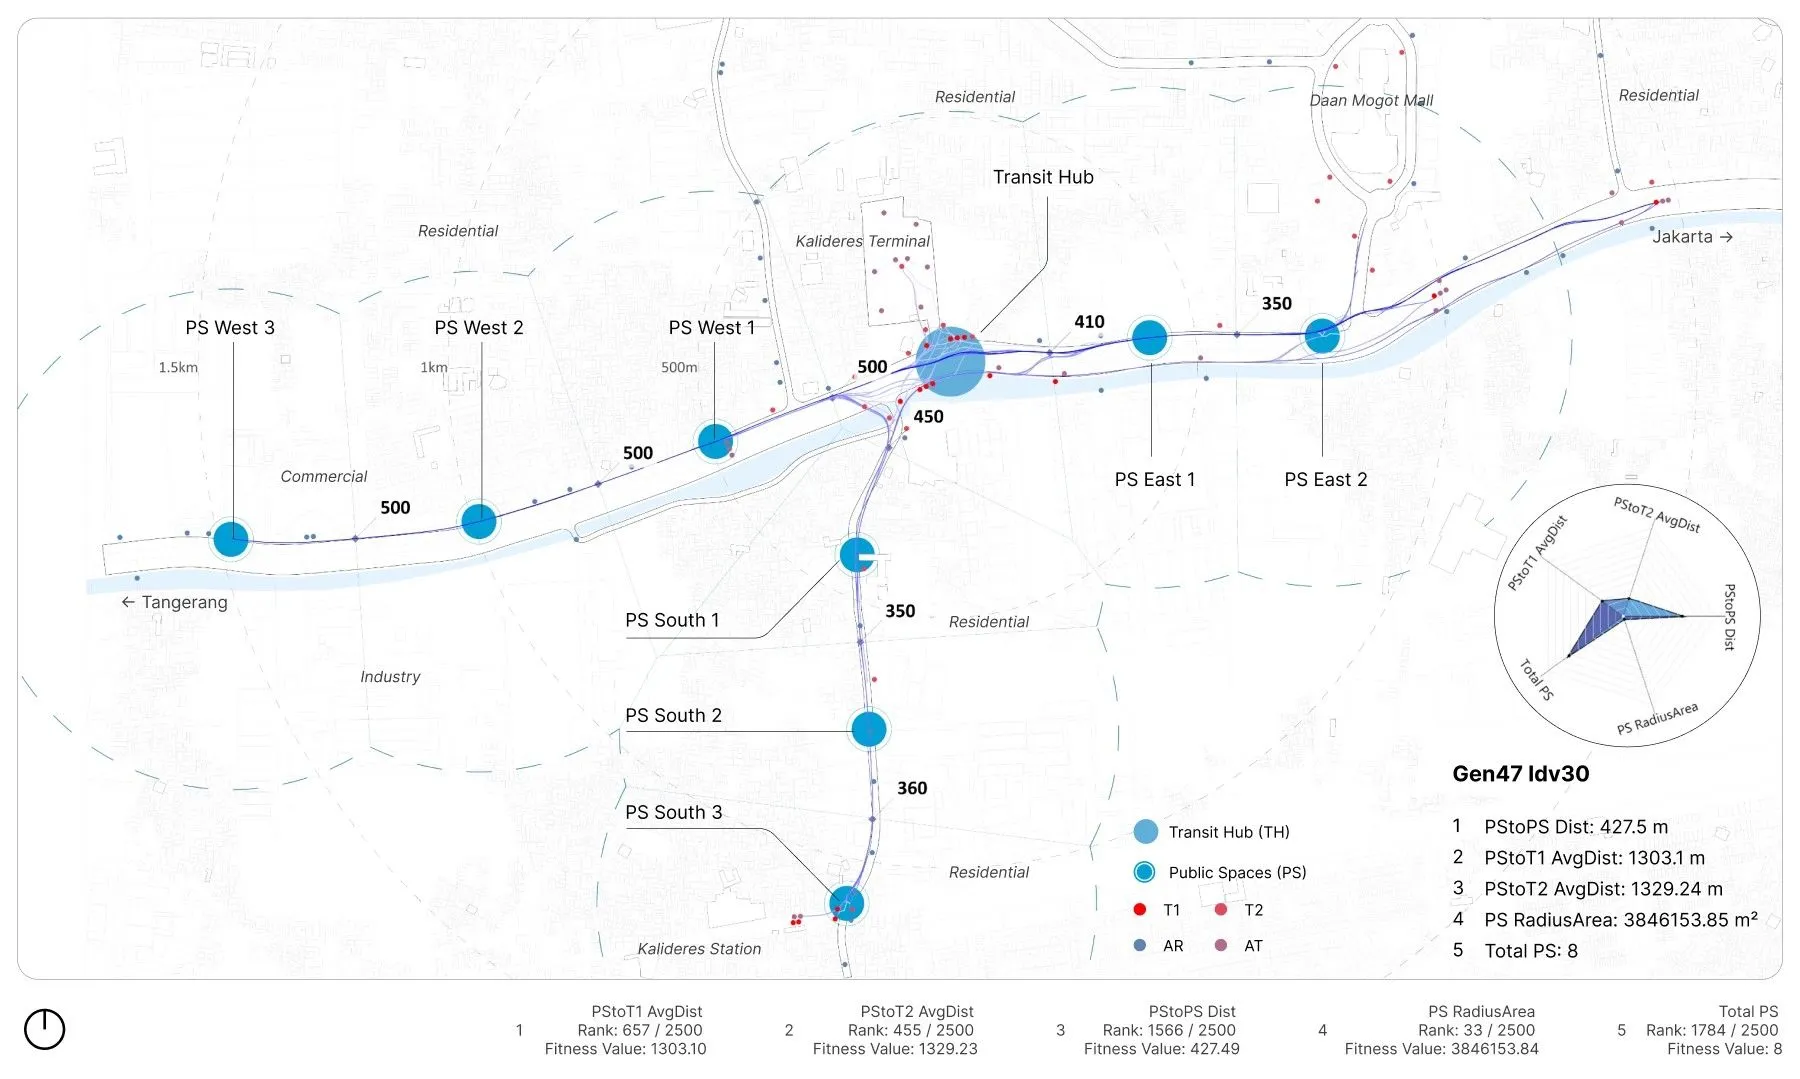 Residential
Daan Mogot Mall
Residential
Transit Hub
Residential
Kalideres Terminal
Jakarta →
PS West 3
PS West 2
PS West 1
410
350
1.5km
1km
500m
500
450
500
Commercial
500
PS East 1
PS East 2
← Tangerang
PS South 1
350
Residential
Industry
PS South 2
360
PS South 3
Residential
Kalideres Station
PStoT2 AvgDist
PStoT1 AvgDist
PStoPS Dist
Total PS
PS RadiusArea
Transit Hub (TH)
Public Spaces (PS)
T1
T2
AR
AT
Gen47 Idv30
1 PStoPS Dist: 427.5 m
2 PStoT1 AvgDist: 1303.1 m
3 PStoT2 AvgDist: 1329.24 m
4 PS RadiusArea: 3846153.85 m²
5 Total PS: 8
PStoT1 AvgDist
1 Rank: 657 / 2500
Fitness Value: 1303.10
PStoT2 AvgDist
2 Rank: 455 / 2500
Fitness Value: 1329.23
PStoPS Dist
3 Rank: 1566 / 2500
Fitness Value: 427.49
PS RadiusArea
4 Rank: 33 / 2500
Fitness Value: 3846153.84
Total PS
5 Rank: 1784 / 2500
Fitness Value: 8